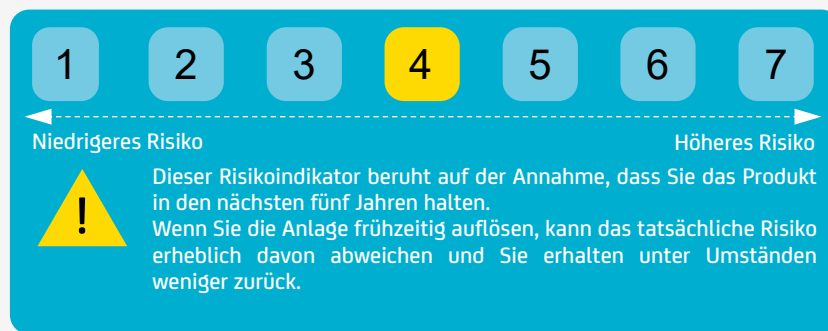 1 2 3 4 5 6 7
Niedrigeres Risiko Höheres Risiko
!
Dieser Risikoindikator beruht auf der Annahme, dass Sie das Produkt
in den nächsten fünf Jahren halten.
Wenn Sie die Anlage frühzeitig auflösen, kann das tatsächliche Risiko
erheblich davon abweichen und Sie erhalten unter Umständen
weniger zurück.